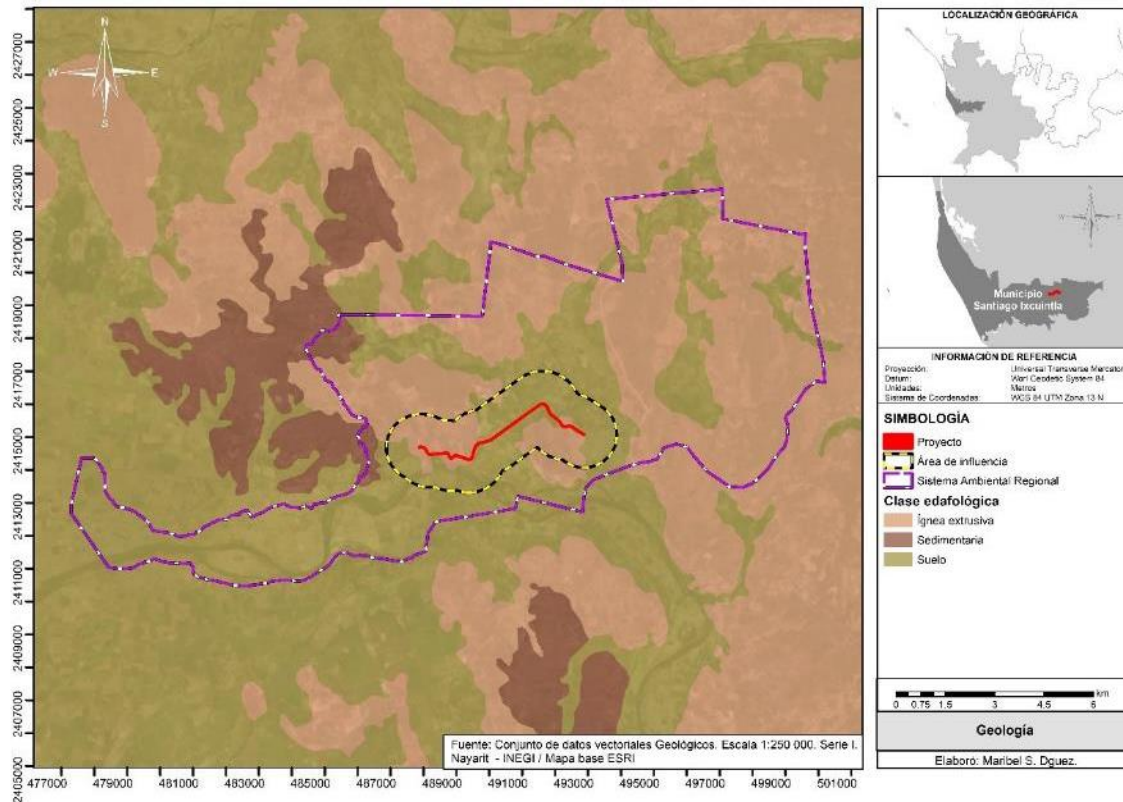 N
W E
S
2427000
2425000
2423000
2421000
2419000
2417000
2415000
2413000
2411000
2409000
2407000
2405000
477000 479000 481000 483000 485000 487000 489000 491000 493000 495000 497000 499000 501000
Fuente: Conjunto de datos vectoriales Geológicos. Escala 1:250 000. Serie I.
Nayarit - INEGI / Mapa base ESRI
LOCALIZACIÓN GEOGRÁFICA
Municipio
Santiago Ixcuintla
INFORMACIÓN DE REFERENCIA
Proyección: Universal Transverse Mercator
Datum: Worl Geodetic System 84
Unidades: Metros
Sistema de Coordenadas: WGS 84 UTM Zona 13 N
SIMBOLOGÍA
Proyecto
Área de influencia
Sistema Ambiental Regional
Clase edafológica
Ígnea extrusiva
Sedimentaria
Suelo
km
0 0.75 1.5 3 4.5 6
Geología
Elaboró: Maribel S. Dguez.